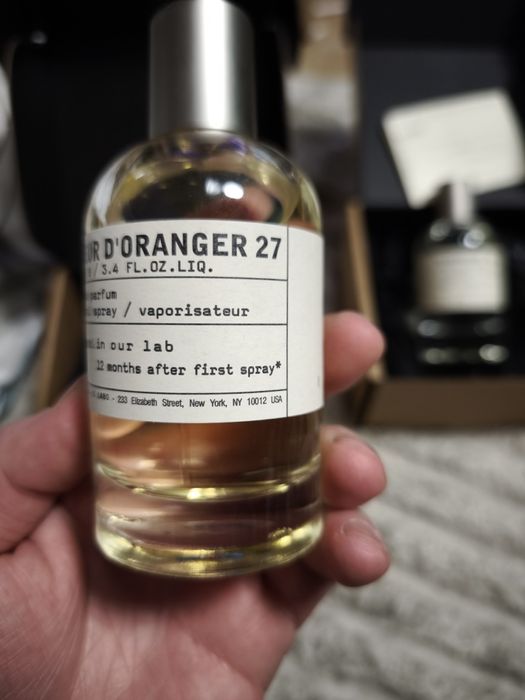 D'ORANGER 27
/ 3.4 FL.OZ.LIQ.
parfum
spray / vaporisateur
in our lab
12 months after first spray*
- 233 Elizabeth Street, New York, NY 10012 USA